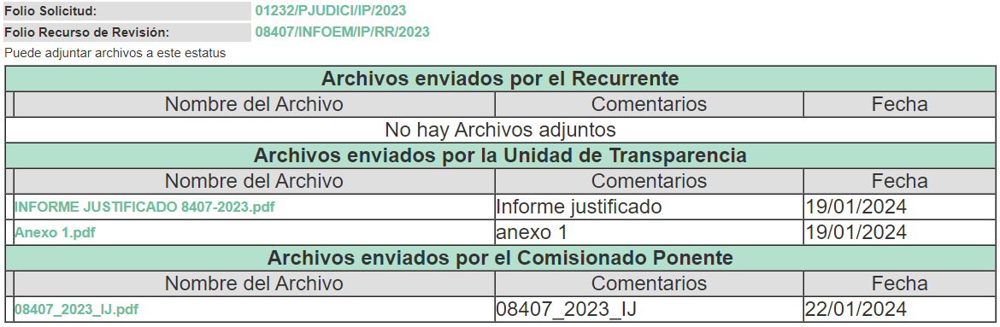 Folio Solicitud: 01232/PJUDICI/IP/2023
Folio Recurso de Revisión: 08407/INFOEM/IP/RR/2023
Puede adjuntar archivos a este estatus
Archivos enviados por el Recurrente
Nombre del Archivo Comentarios Fecha
No hay Archivos adjuntos
Archivos enviados por la Unidad de Transparencia
Nombre del Archivo Comentarios Fecha
INFORME JUSTIFICADO 8407-2023.pdf Informe justificado 19/01/2024
Anexo 1.pdf anexo 1 19/01/2024
Archivos enviados por el Comisionado Ponente
Nombre del Archivo Comentarios Fecha
08407_2023_IJ.pdf 08407_2023_IJ 22/01/2024